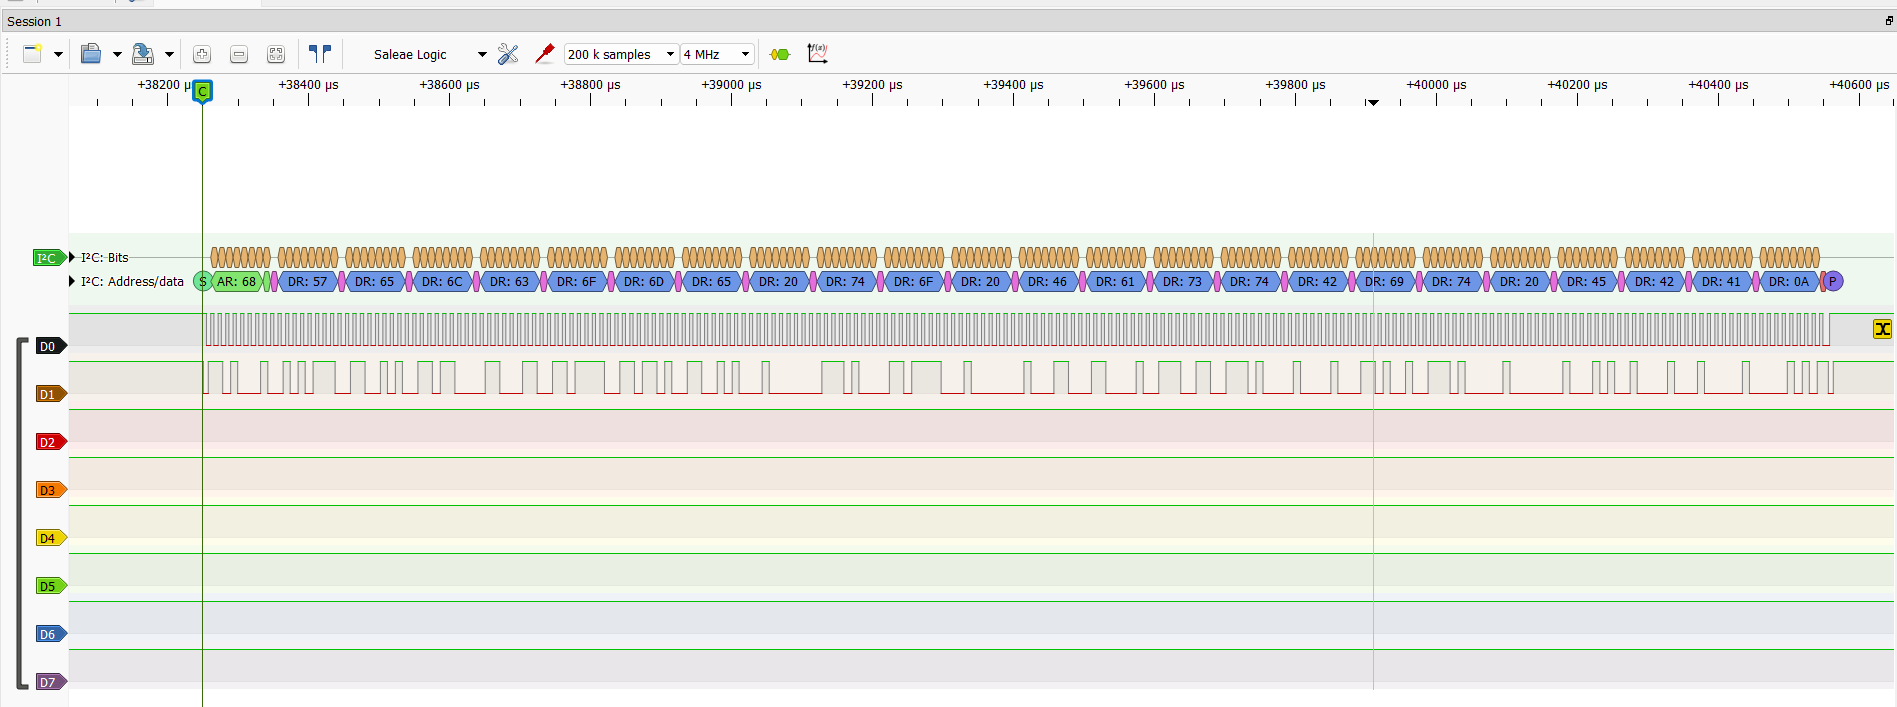 Session 1
Saleae Logic 200 k samples 4 MHz f(x)
+38200 µs +38400 µs +38600 µs +38800 µs +39000 µs +39200 µs +39400 µs +39600 µs +39800 µs +40000 µs +40200 µs +40400 µs +40600 µs
C
I²C I²C: Bits
I²C: Address/data S AR: 68 DR: 57 DR: 65 DR: 6C DR: 63 DR: 6F DR: 6D DR: 65 DR: 20 DR: 74 DR: 6F DR: 20 DR: 46 DR: 61 DR: 73 DR: 74 DR: 42 DR: 69 DR: 74 DR: 20 DR: 45 DR: 42 DR: 41 DR: 0A P
D0
D1
D2
D3
D4
D5
D6
D7